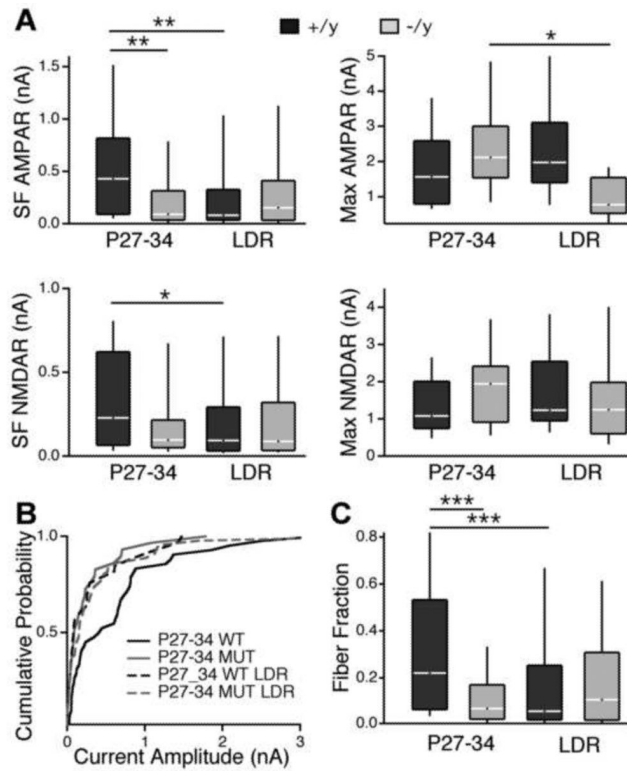 A
+/y
-/y
SF AMPAR (nA)
1.5
1.0
0.5
0.0
**
**
P27-34
LDR
Max AMPAR (nA)
5
4
3
2
1
*
P27-34
LDR
SF NMDAR (nA)
1.0
0.5
0.0
*
P27-34
LDR
Max NMDAR (nA)
4
3
2
1
0
P27-34
LDR
B
Cumulative Probability
1.0
0.5
P27-34 WT
P27-34 MUT
P27_34 WT LDR
P27-34 MUT LDR
0
1
2
3
Current Amplitude (nA)
C
Fiber Fraction
0.8
0.6
0.4
0.2
0.0
***
***
P27-34
LDR